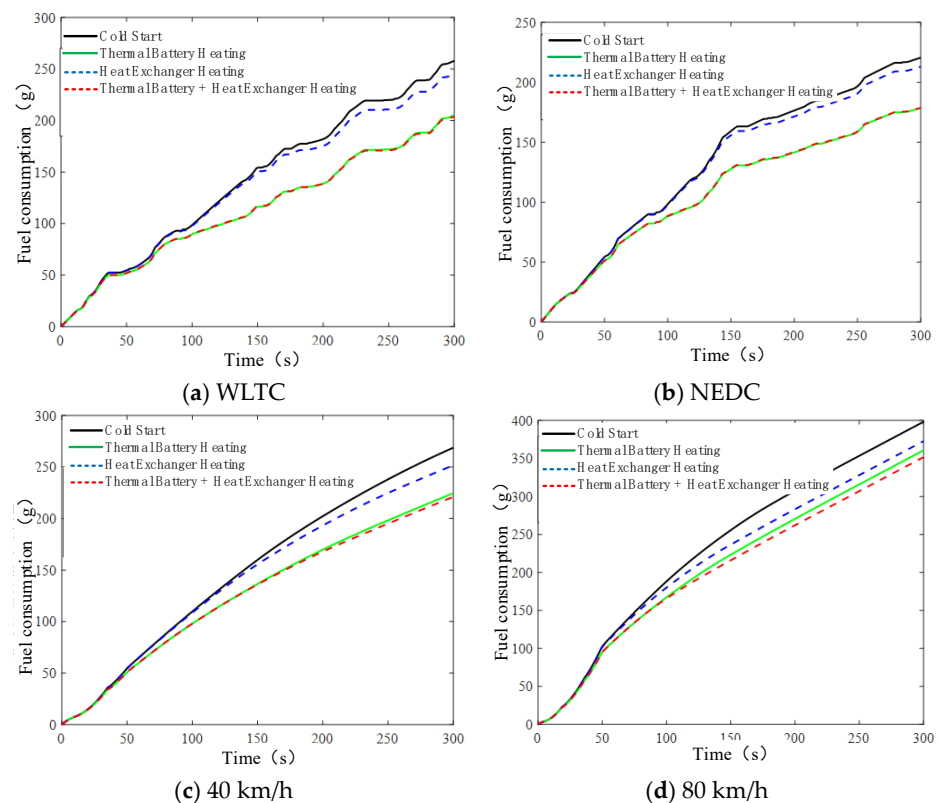 300
250
200
150
100
50
0
Fuel consumption (g)
Cold Start
ThermalBattery Heating
HeatExchanger Heating
ThermalBattery + HeatExchanger Heating
0 50 100 150 200 250 300
Time (s)
(a) WLTC
250
200
150
100
50
0
Fuel consumption (g)
Cold Start
ThermalBattery Heating
HeatExchanger Heating
ThermalBattery + HeatExchanger Heating
0 50 100 150 200 250 300
Time (s)
(b) NEDC
300
250
200
150
100
50
0
Fuel consumption (g)
Cold Start
ThermalBattery Heating
HeatExchanger Heating
ThermalBattery + HeatExchanger Heating
0 50 100 150 200 250 300
Time (s)
(c) 40 km/h
400
350
300
250
200
150
100
50
0
Fuel consumption (g)
Cold Start
ThermalBattery Heating
HeatExchanger Heating
ThermalBattery + HeatExchanger Heating
0 50 100 150 200 250 300
Time (s)
(d) 80 km/h